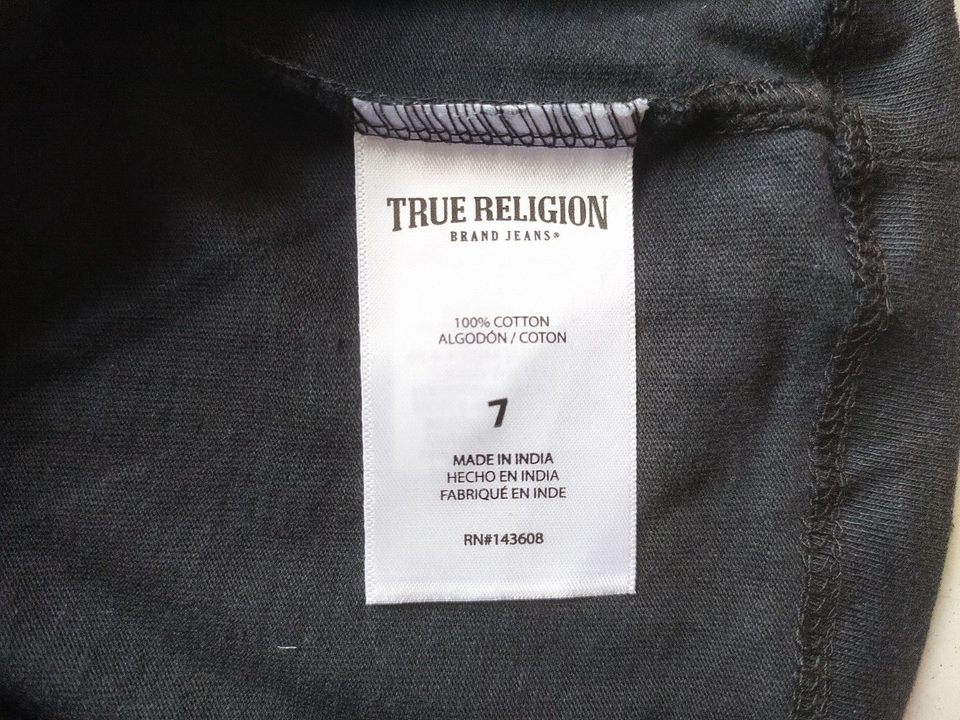 TRUE RELIGION
BRAND JEANS®
100% COTTON
ALGODÓN / COTON
7
MADE IN INDIA
HECHO EN INDIA
FABRIQUÉ EN INDE
RN#143608